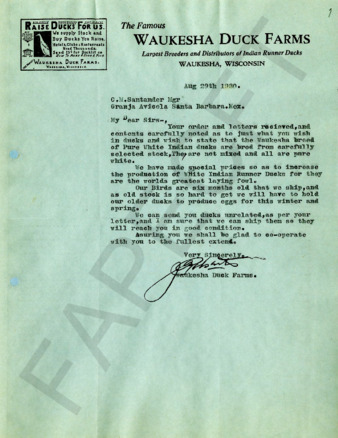 RAISE DUCKS FOR US.
We supply Stock and
Buy Ducks You Raise.
WAUKESHA DUCK FARMS.
WAUKESHA, WISCONSIN.
The Famous
WAUKESHA DUCK FARMS
Largest Breeders and Distributors of Indian Runner Ducks
WAUKESHA, WISCONSIN
1
Aug 29th 1930.
C.M.Santander Mgr
Granja Avicola Santa Barbara.Mex.
My Dear Sirs-,
Your order and letters recieved,and
contents carefully noted as to just what you wish
in ducks and wish to state that the Waukesha breed
of Pure White Indian ducks are bred from carefully
selected stock,They are not mixed and all are pure
white.
We have made special prices so as to increase
the production of White Indian Runner Ducks for they
are the worlds greatest laying fowl.
Our Birds are six months old that we ship,and
as old stock is so hard to get we will have to hold
our older ducks to produce eggs for this winter and
spring.
We can send you ducks unrelated,as per your
letter,and I am sure that we can ship them so they
will reach you in good condition.
Assuring you we shall be glad to co-operate
with you to the fullest extend.
Very Sincerely.
Waukesha Duck Farms.
FAP